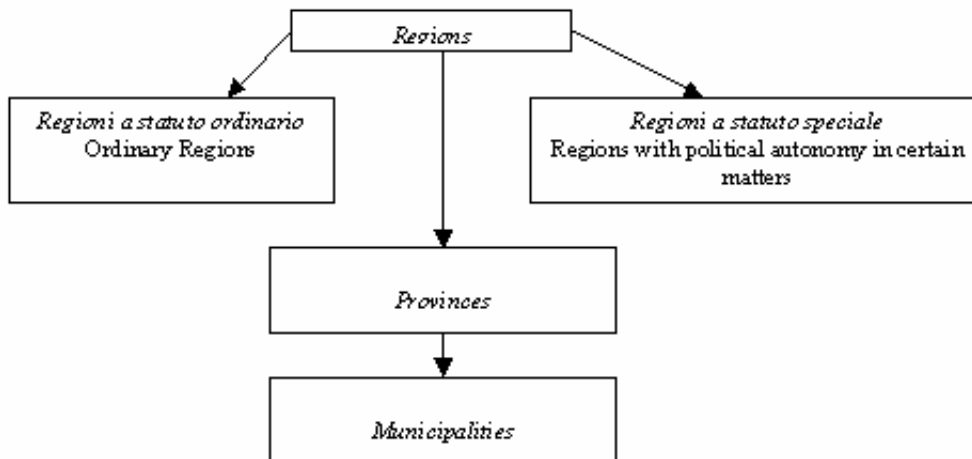 Regions
Regioni a statuto ordinario
Ordinary Regions
Regioni a statuto speciale
Regions with political autonomy in certain
matters
Provinces
Municipalities